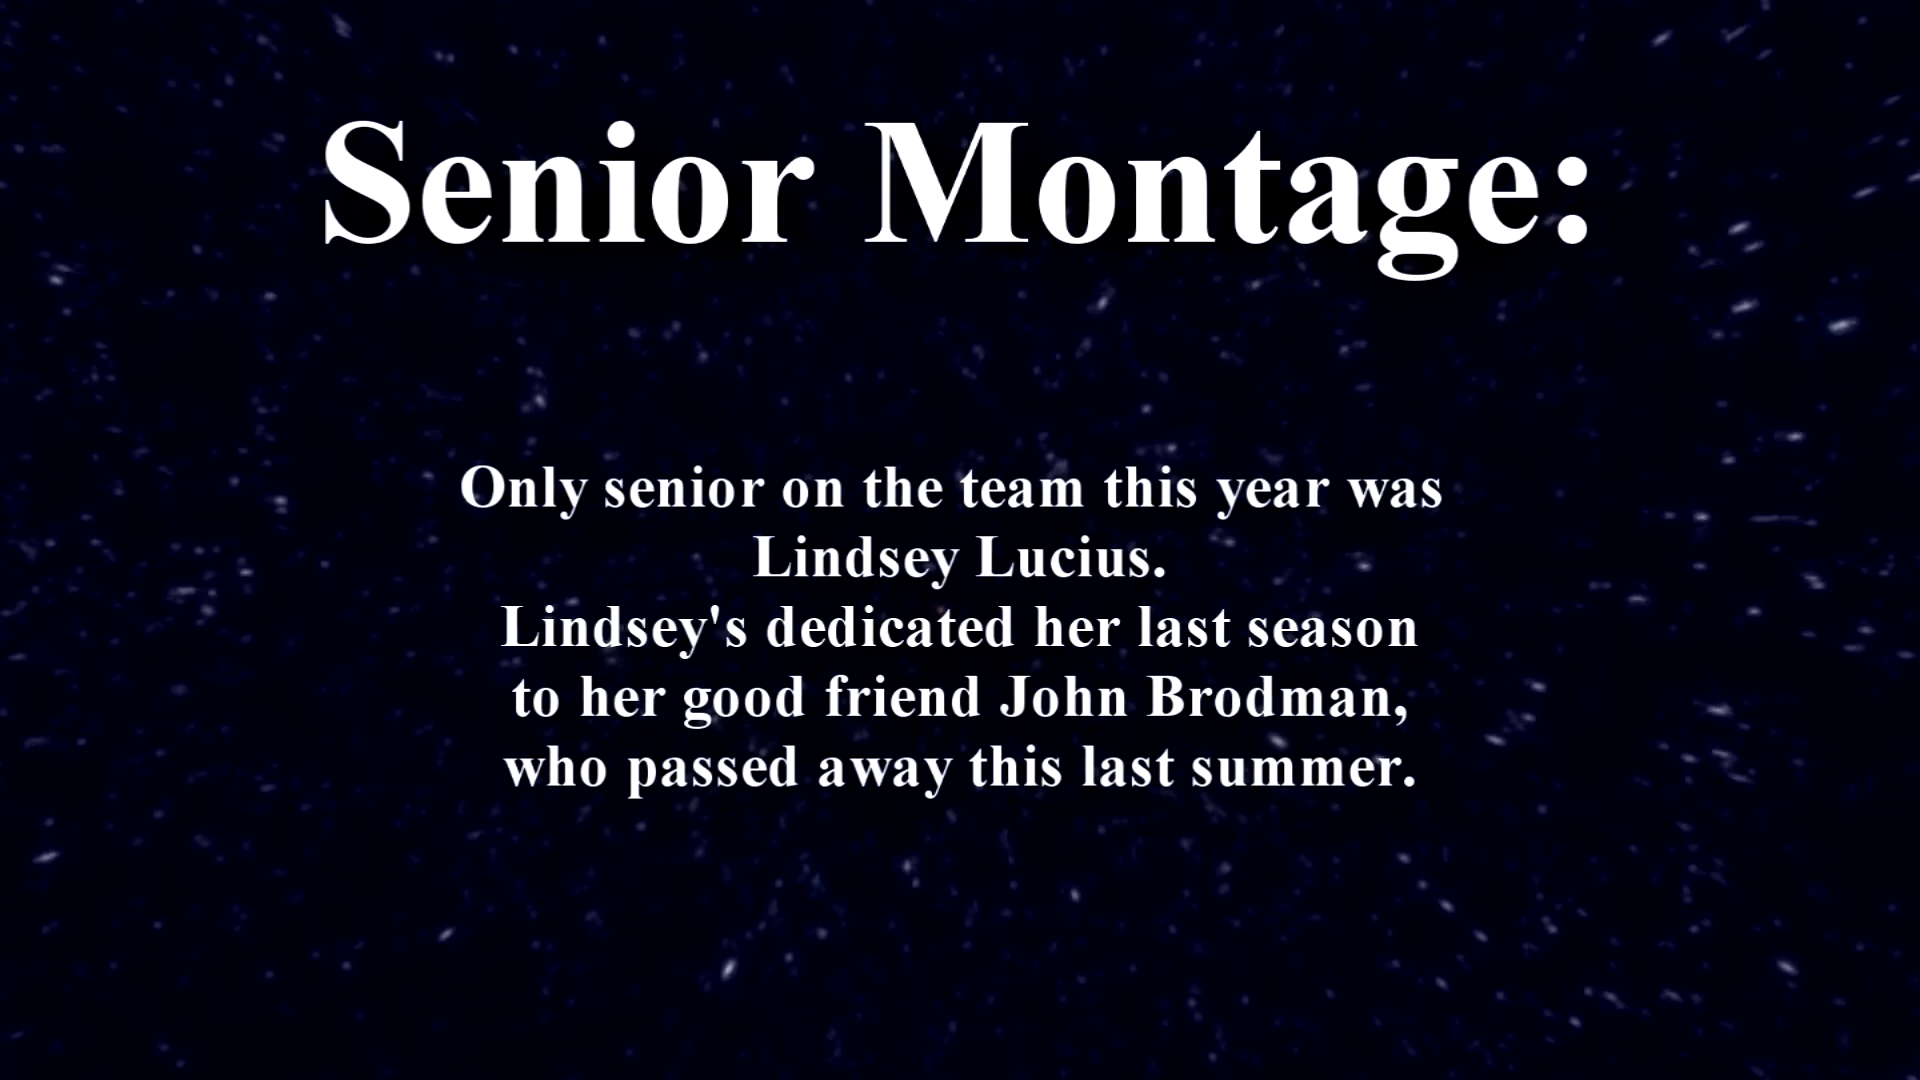 Senior Montage:
Only senior on the team this year was
Lindsey Lucius.
Lindsey's dedicated her last season
to her good friend John Brodman,
who passed away this last summer.